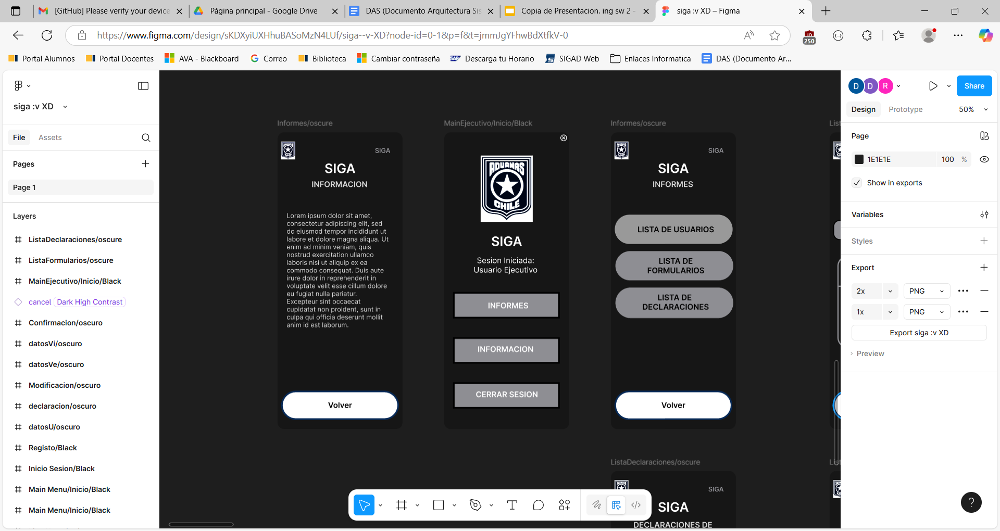 [GitHub] Please verify your device
Página principal - Google Drive
DAS (Documento Arquitectura Sis
Copia de Presentacion. ing sw 2 -
siga :v XD – Figma
https://www.figma.com/design/sKDXyiUXHhuBASoMzN4LUf/siga--v-XD?node-id=0-1&p=f&t=jmmJgYFhwBdXtfkV-0
250
Portal Alumnos
Portal Docentes
AVA - Blackboard
Correo
Biblioteca
Cambiar contraseña
Descarga tu Horario
SIGAD Web
Enlaces Informatica
DAS (Documento Ar...
siga :v XD
File
Assets
Pages
Page 1
Layers
ListaDeclaraciones/oscure
ListaFormularios/oscure
MainEjecutivo/Inicio/Black
cancel Dark High Contrast
Confirmacion/oscuro
datosVi/oscuro
datosVe/oscuro
Modificacion/oscuro
declaracion/oscuro
datosU/oscuro
Registo/Black
Inicio Sesion/Black
Main Menu/Inicio/Black
Main Menu/Inicio/Black
Informes/oscure
SIGA
SIGA
INFORMACION
Lorem ipsum dolor sit amet,
consectetur adipiscing elit, sed
do eiusmod tempor incididunt ut
labore et dolore magna aliqua. Ut
enim ad minim veniam, quis
nostrud exercitation ullamco
laboris nisi ut aliquip ex ea
commodo consequat. Duis aute
irure dolor in reprehenderit in
voluptate velit esse cillum dolore
eu fugiat nulla pariatur.
Excepteur sint occaecat
cupidatat non proident, sunt in
culpa qui officia deserunt mollit
anim id est laborum.
Volver
MainEjecutivo/Inicio/Black
ADUANAS
CHILE
SIGA
Sesion Iniciada:
Usuario Ejecutivo
INFORMES
INFORMACION
CERRAR SESION
Informes/oscure
SIGA
SIGA
INFORMES
LISTA DE USUARIOS
LISTA DE
FORMULARIOS
LISTA DE
DECLARACIONES
Volver
List
ListaDeclaraciones/oscure
SIGA
SIGA
DECLARACIONES DE
List
D
D
R
Share
Design
Prototype
50%
Page
1E1E1E
100
%
Show in exports
Variables
Styles
Export
2x
PNG
1x
PNG
Export siga :v XD
Preview
?